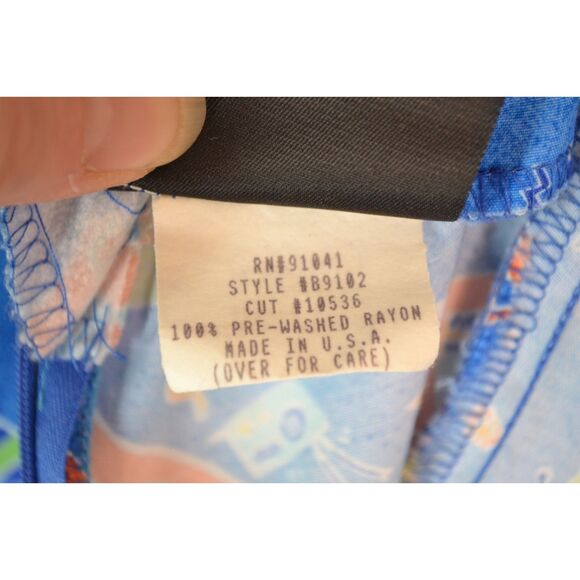 RN#91041
STYLE #B9102
CUT #10536
100% PRE-WASHED RAYON
MADE IN U.S.A.
(OVER FOR CARE)